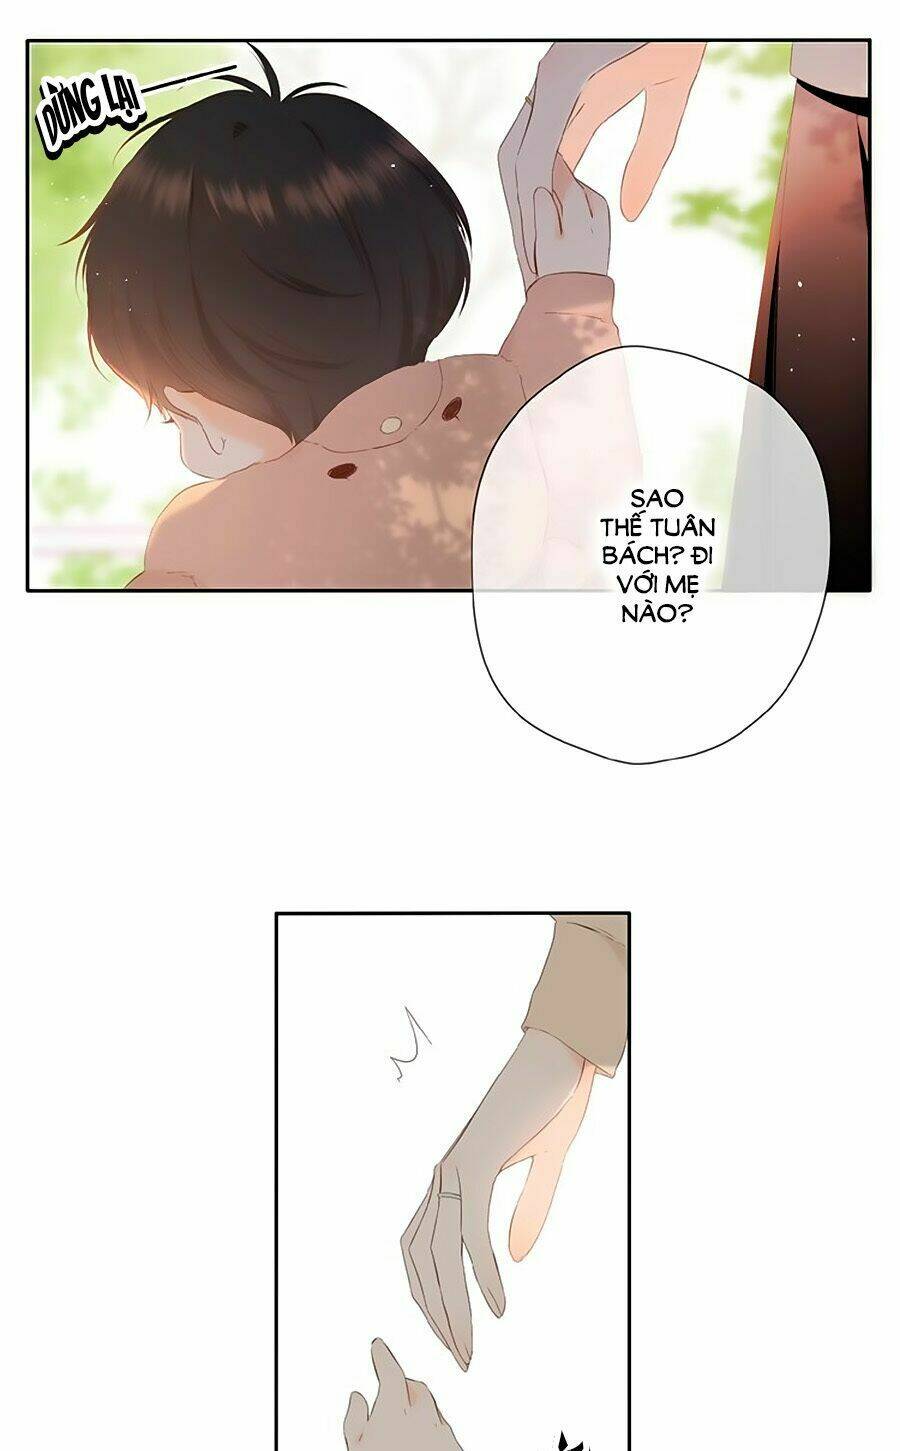 DỪNG LẠI
SAO
THẾ TUÂN
BÁCH? ĐI
VỚI MẸ
NÀO?